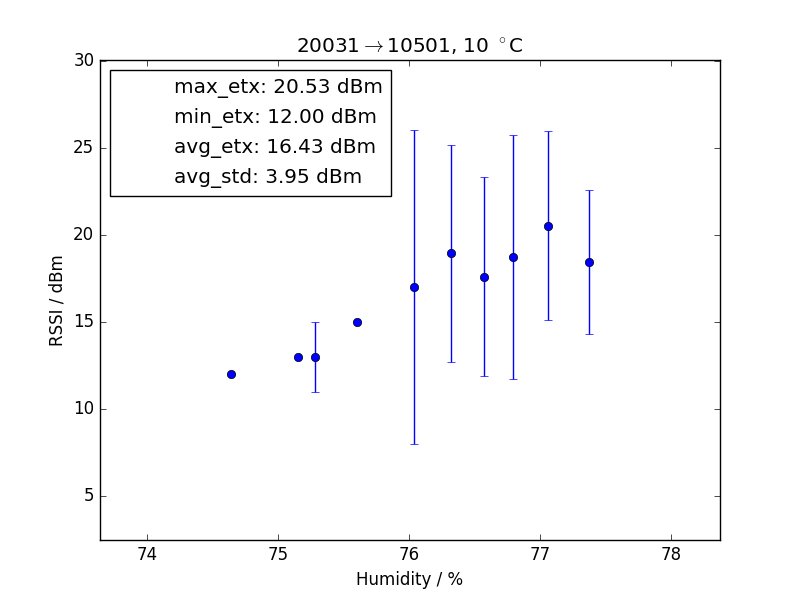 20031→10501, 10 °C
max_etx: 20.53 dBm
min_etx: 12.00 dBm
avg_etx: 16.43 dBm
avg_std: 3.95 dBm
30
25
20
15
10
5
RSSI / dBm
74 75 76 77 78
Humidity / %